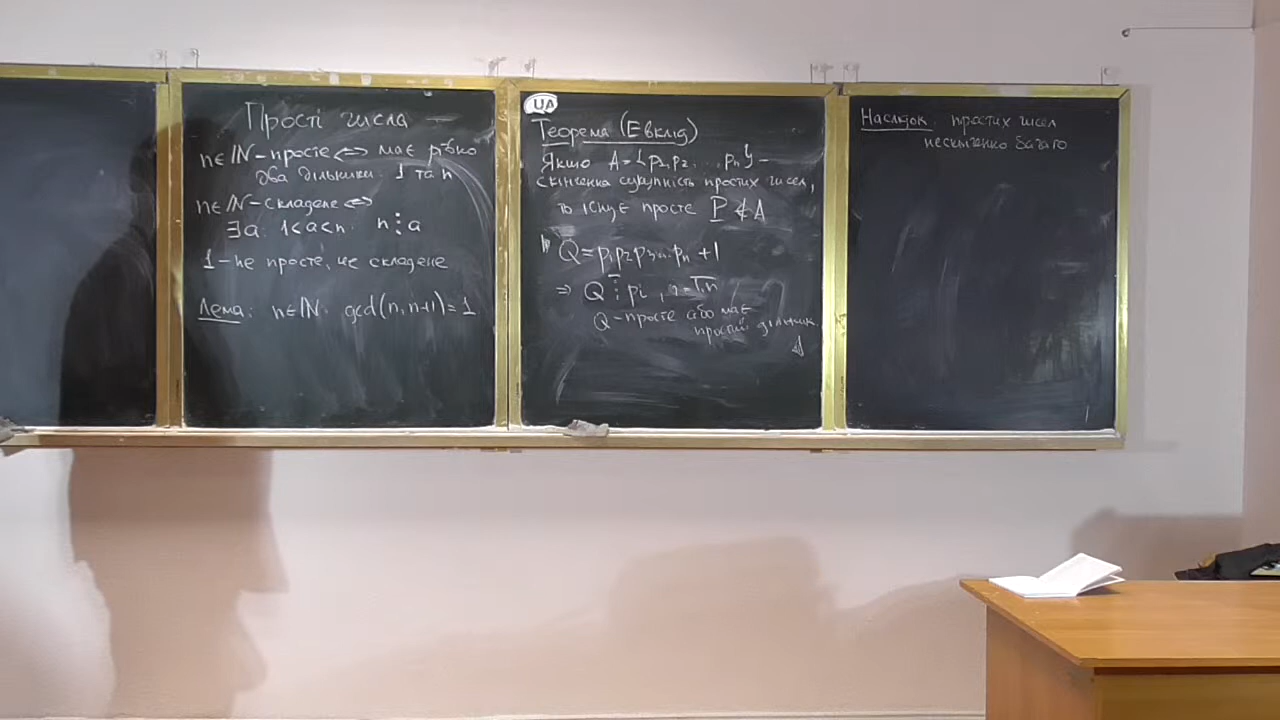 Прості числа
n∈ℕ - просте ⇔ має рівно
два дільники: 1 та n
n∈ℕ - складене ⇔
∃a: 1<a<n: n⋮a
1 - не просте, не складене
Лема: n∈ℕ: gcd(n, n+1)=1
UA
Теорема (Евклід)
Якщо A={p₁,p₂, ..., pₙ} -
скінченна сукупність простих чисел,
то існує просте P∉A
Q=p₁p₂p₃...pₙ+1
⇒ Q ⋮̅ pᵢ, i=1,n
Q - просте або має
простий дільник.
Наслідок: простих чисел
нескінченно багато